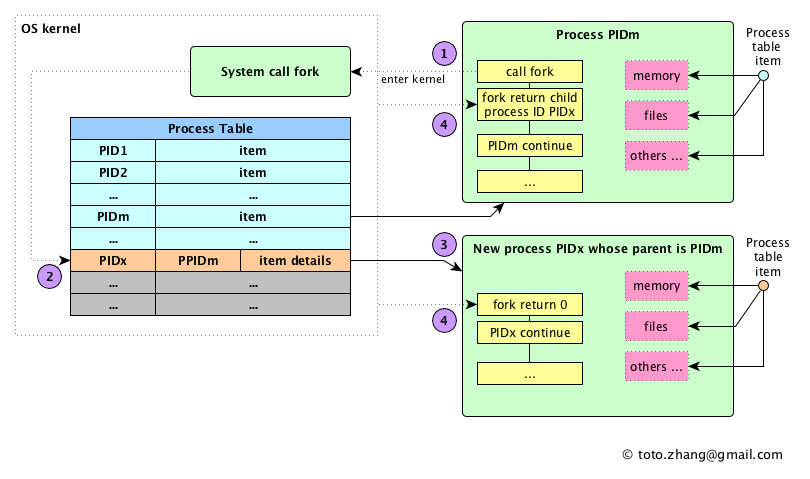 OS kernel
System call fork
enter kernel
Process Table
PID1 item
PID2 item
... ...
PIDm item
... ...
PIDx PPIDm item details
... ...
... ...
1
4
2
3
4
Process PIDm
call fork
fork return child
process ID PIDx
PIDm continue
...
memory
files
others ...
Process
table
item
New process PIDx whose parent is PIDm
fork return 0
PIDx continue
...
memory
files
others ...
Process
table
item
© toto.zhang@gmail.com